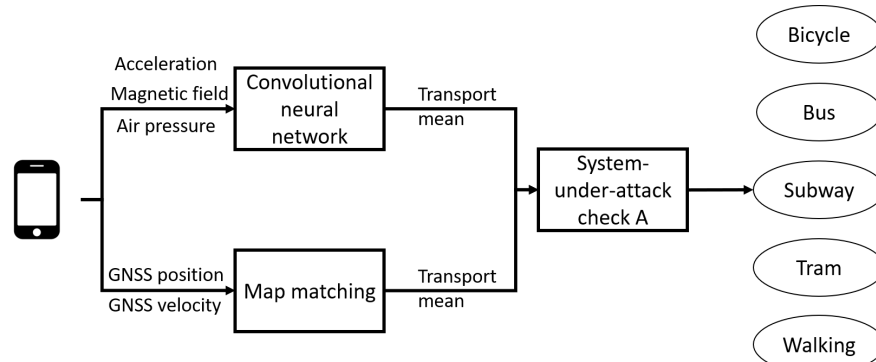 Acceleration
Magnetic field
Air pressure
Convolutional
neural
network
Transport
mean
GNSS position
GNSS velocity
Map matching
Transport
mean
System-
under-attack
check A
Bicycle
Bus
Subway
Tram
Walking